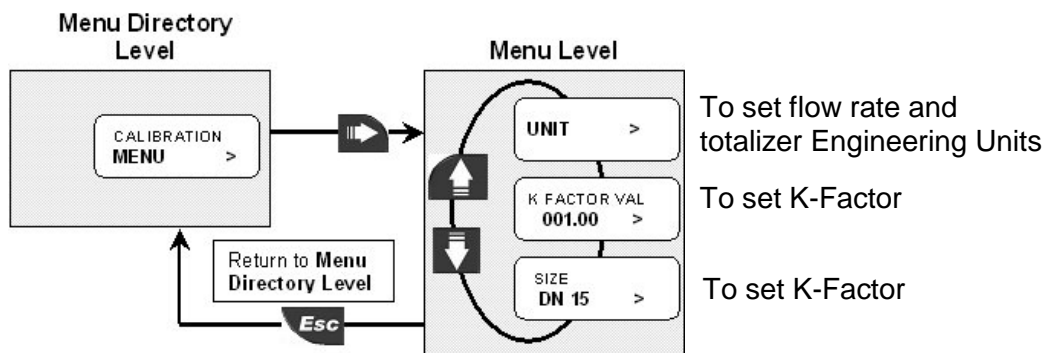 Menu Directory
Level
CALIBRATION
MENU >
Return to Menu
Directory Level
Esc
Menu Level
UNIT >
To set flow rate and
totalizer Engineering Units
K FACTOR VAL
001.00 >
To set K-Factor
SIZE
DN 15 >
To set K-Factor